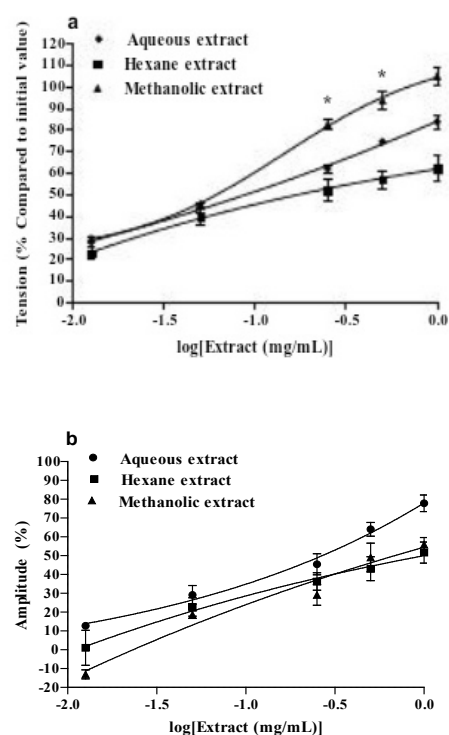 a
Aqueous extract
Hexane extract
Methanolic extract
Tension (% Compared to initial value)
120
110
100
90
80
70
60
50
40
30
20
10
0
* *
-2.0 -1.5 -1.0 -0.5 0.0
log[Extract (mg/mL)]
b
Aqueous extract
Hexane extract
Methanolic extract
Amplitude (%)
100
90
80
70
60
50
40
30
20
10
0
-10
-20
-2.0 -1.5 -1.0 -0.5 0.0
log[Extract (mg/mL)]